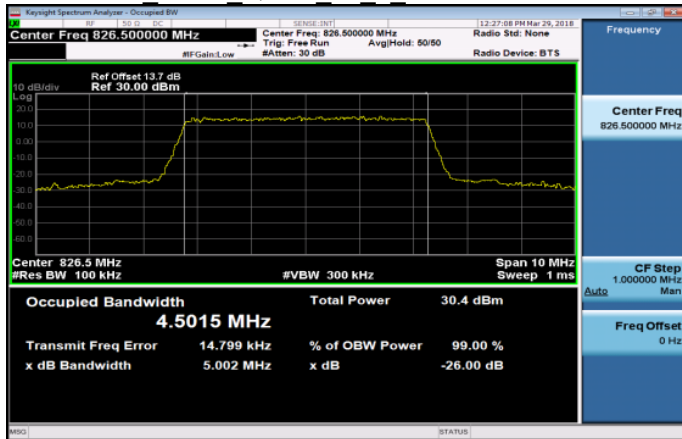 Keysight Spectrum Analyzer - Occupied BW
RF 50 Ω DC SENSE:INT 12:27:08 PM Mar 29, 2018
Center Freq 826.500000 MHz Center Freq: 826.500000 MHz Radio Std: None
Trig: Free Run Avg|Hold: 50/50
#IFGain:Low #Atten: 30 dB Radio Device: BTS
Ref Offset 13.7 dB
10 dB/div Ref 30.00 dBm
Log
20.0
10.0
0.00
-10.0
-20.0
-30.0
-40.0
-50.0
-60.0
Center 826.5 MHz Span 10 MHz
#Res BW 100 kHz #VBW 300 kHz Sweep 1 ms
Occupied Bandwidth Total Power 30.4 dBm
4.5015 MHz
Transmit Freq Error 14.799 kHz % of OBW Power 99.00 %
x dB Bandwidth 5.002 MHz x dB -26.00 dB
MSG STATUS
Frequency
Center Freq
826.500000 MHz
CF Step
1.000000 MHz
Auto Man
Freq Offset
0 Hz